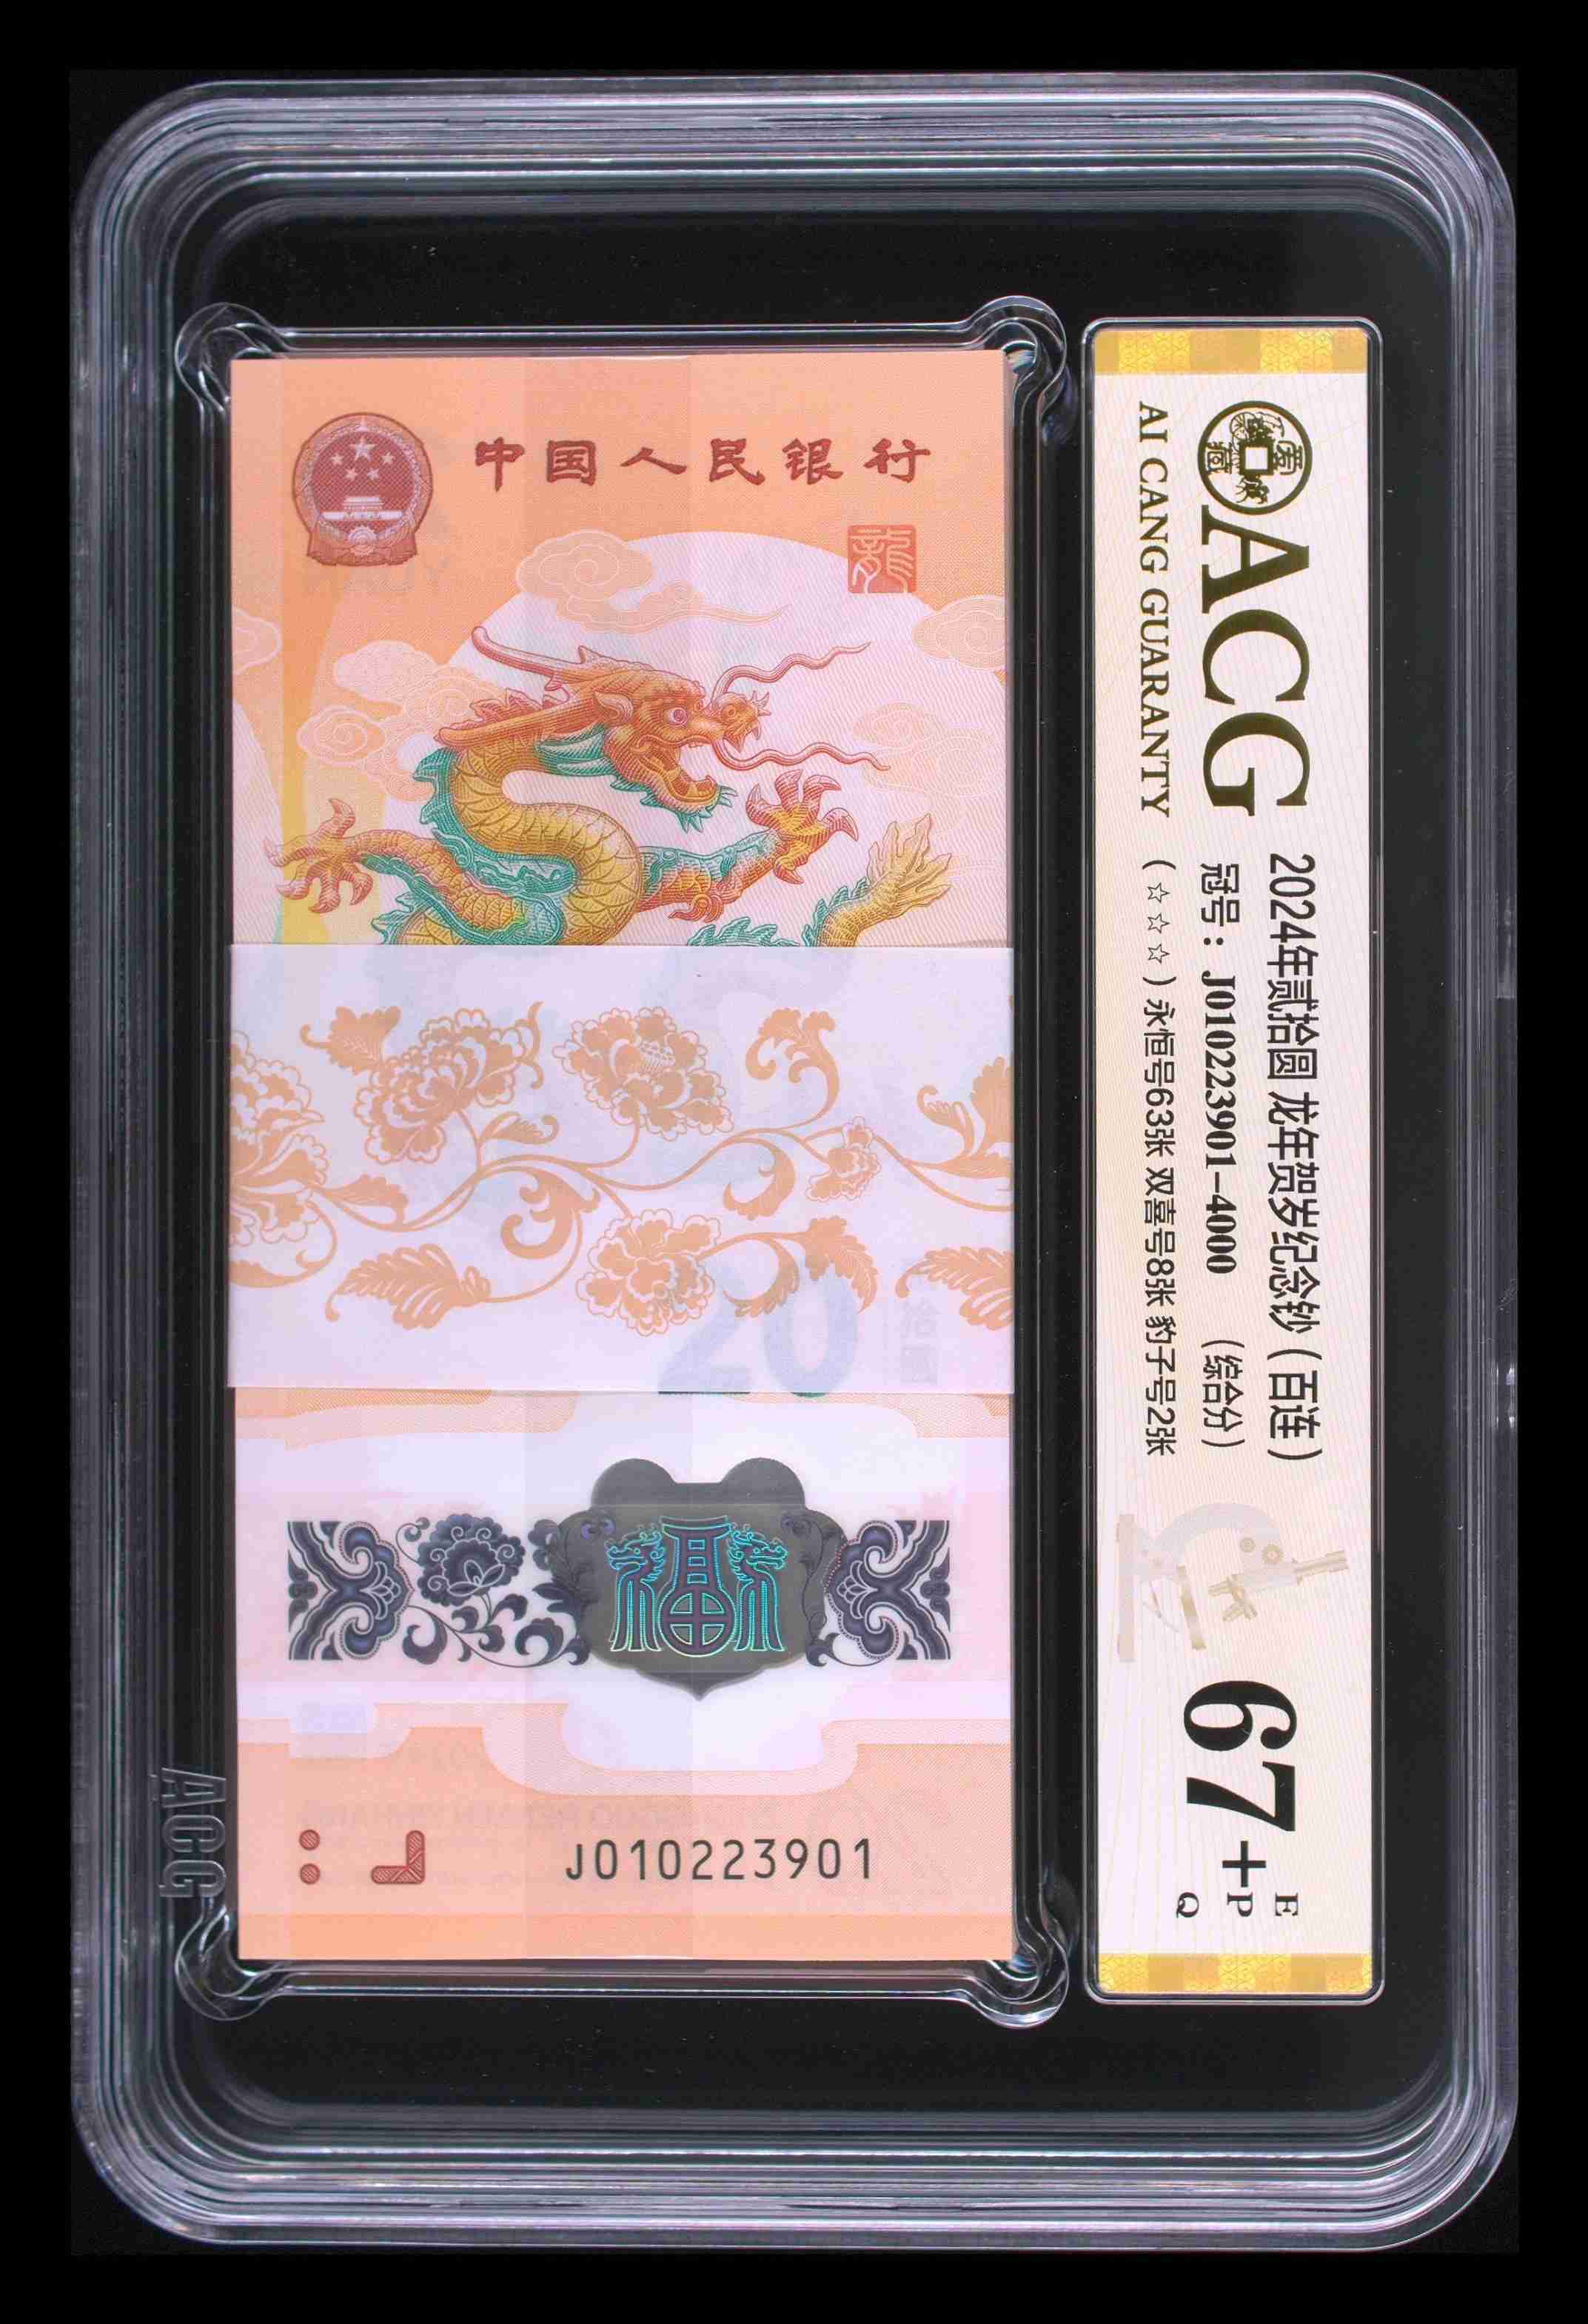 中国人民银行
龍
20
J010223901
ACG
AI CANG GUARANTY
2024年贰拾圆 龙年贺岁纪念钞（百连）
冠号：J010223901-4000 （综合分）
（☆☆☆）永恒号63张 双喜号8张 豹子号2张
67+
E
P
Q
ACG